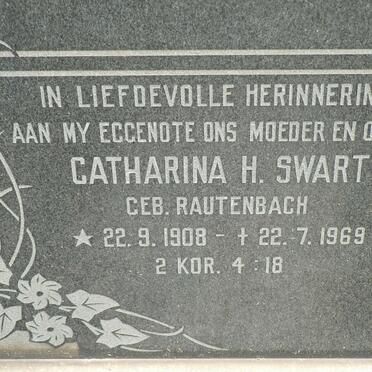 IN LIEFDEVOLLE HERINNERIN
AAN MY EGGENOTE ONS MOEDER EN O
CATHARINA H. SWART
GEB. RAUTENBACH
★ 22.9.1908 - ✝ 22.7.1969
2 KOR. 4:18